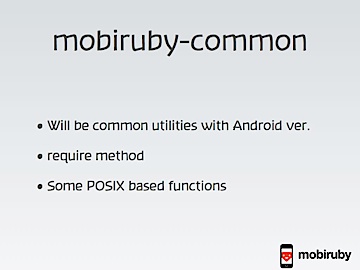 mobiruby-common
• Will be common utilities with Android ver.
• require method
• Some POSIX based functions
mobiruby